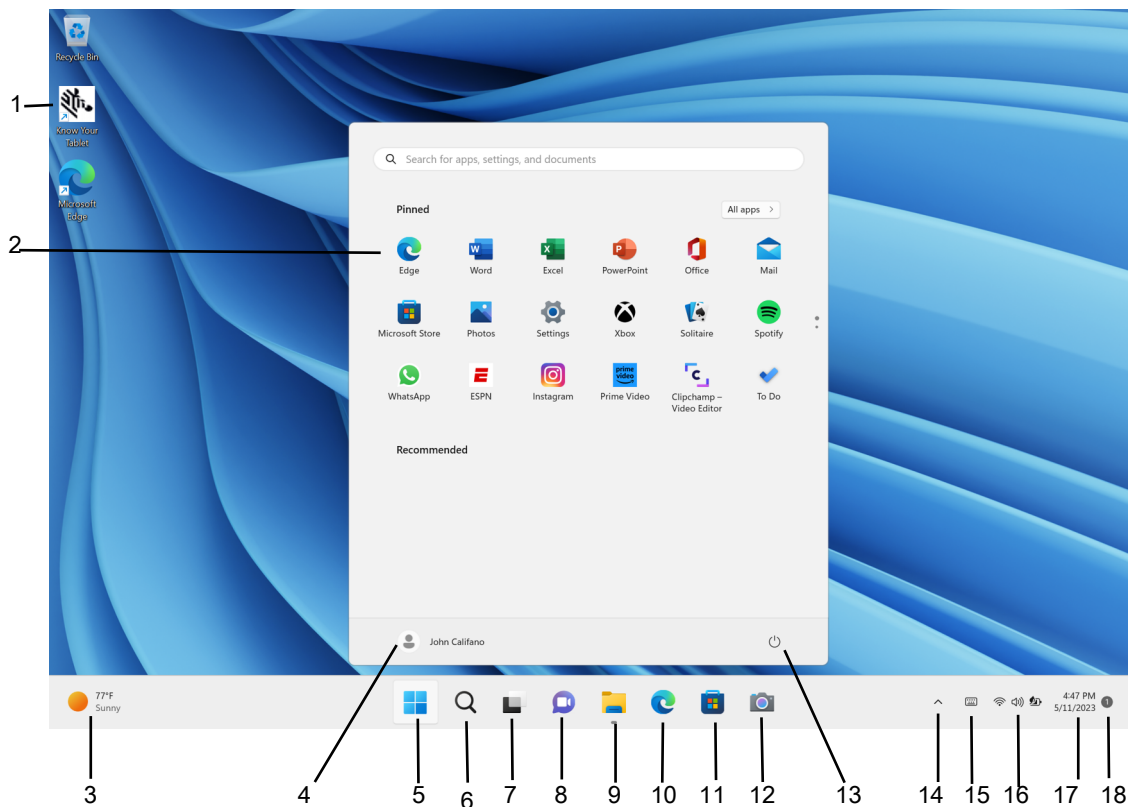 Recycle Bin
1
Know Your
Tablet
Microsoft
Edge
Search for apps, settings, and documents
Pinned
All apps >
2
Edge
Word
Excel
PowerPoint
Office
Mail
Microsoft Store
Photos
Settings
Xbox
Solitaire
Spotify
prime
video
WhatsApp
ESPN
Instagram
Prime Video
Clipchamp –
Video Editor
To Do
Recommended
John Califano
77°F
Sunny
4:47 PM
5/11/2023
1
3
4
5
6
7
8
9
10
11
12
13
14
15
16
17
18